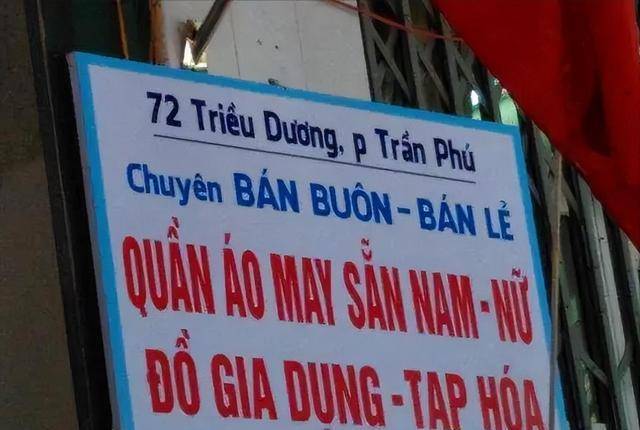 72 Triều Dương, p Trần Phú
Chuyên BÁN BUÔN - BÁN LẺ
QUẦN ÁO MAY SẴN NAM - NỮ
ĐỒ GIA DỤNG - TẠP HÓA